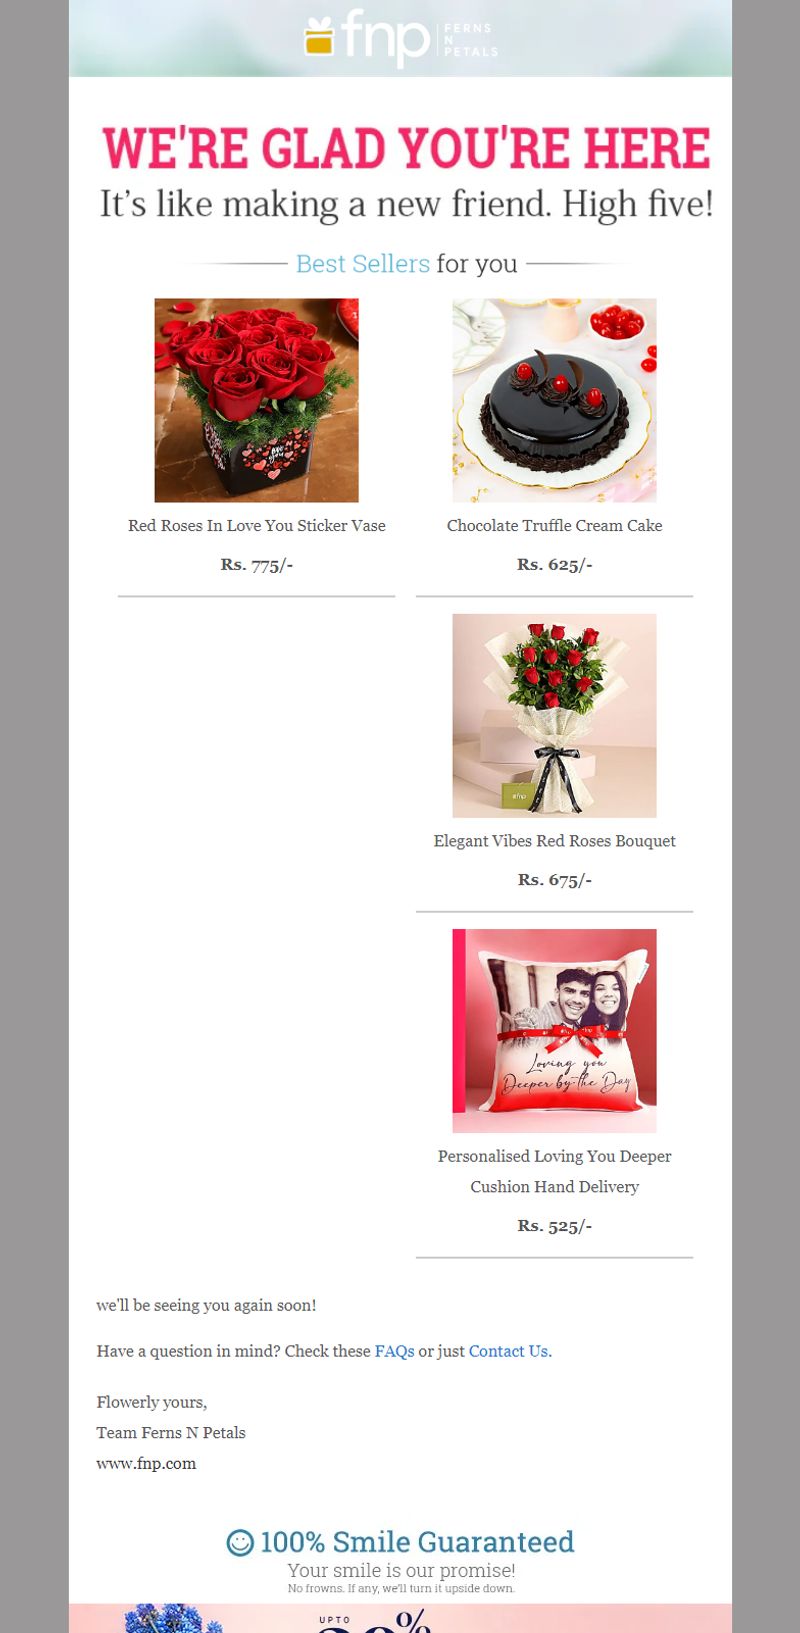 fnp FERNS
N
PETALS
WE'RE GLAD YOU'RE HERE
It's like making a new friend. High five!
Best Sellers for you
Red Roses In Love You Sticker Vase
Rs. 775/-
Chocolate Truffle Cream Cake
Rs. 625/-
fnp
Elegant Vibes Red Roses Bouquet
Rs. 675/-
Loving you
Deeper by the Day
Personalised Loving You Deeper
Cushion Hand Delivery
Rs. 525/-
we'll be seeing you again soon!
Have a question in mind? Check these FAQs or just Contact Us.
Flowerly yours,
Team Ferns N Petals
www.fnp.com
100% Smile Guaranteed
Your smile is our promise!
No frowns. If any, we'll turn it upside down.
UPTO
%